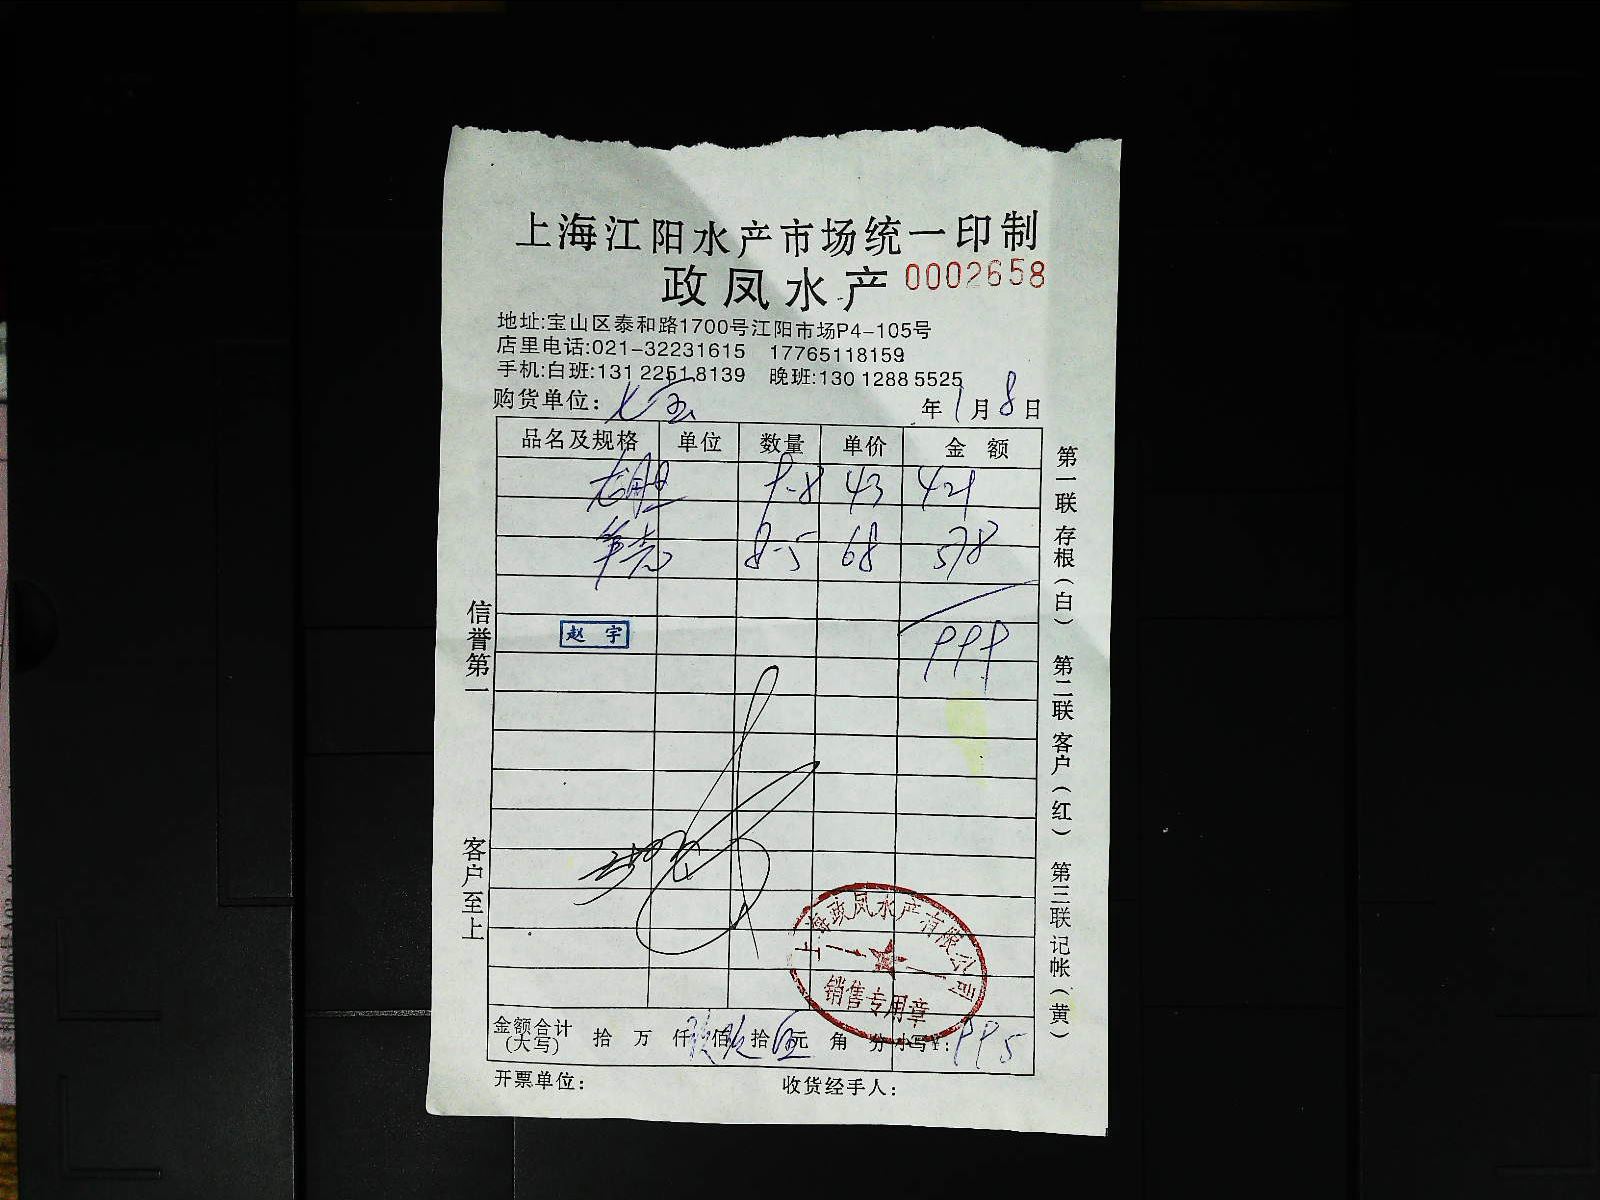 上海江阳水产市场统一印制
政凤水产 0002658
地址:宝山区泰和路1700号江阳市场P4-105号
店里电话:021-32231615 17765118159
手机:白班:131 2251 8139 晚班:130 1288 5525
购货单位: 七宝 年 1 月 8 日
品名及规格 单位 数量 单价 金 额
9-8 43 421
8-5 68 578
999
赵 宇
信誉第一
客户至上
第一联 存根(白) 第二联 客户(红) 第三联 记帐(黄)
上海政凤水产有限公司
销售专用章
金额合计(大写) 拾 万 仟 玖 佰 玖 拾 伍 元 角 分 小写¥: 995
开票单位: 收货经手人: